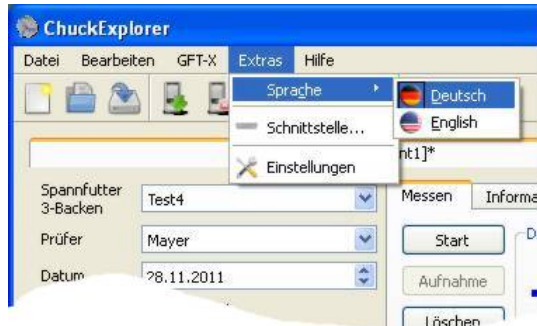 ChuckExplorer
Datei Bearbeiten GFT-X Extras Hilfe
Sprache
Deutsch
English
Schnittstelle...
Einstellungen
nt1]*
Spannfutter
3-Backen
Test4
Messen Informa
Prüfer
Mayer
Start
Datum
28.11.2011
Aufnahme
Löschen